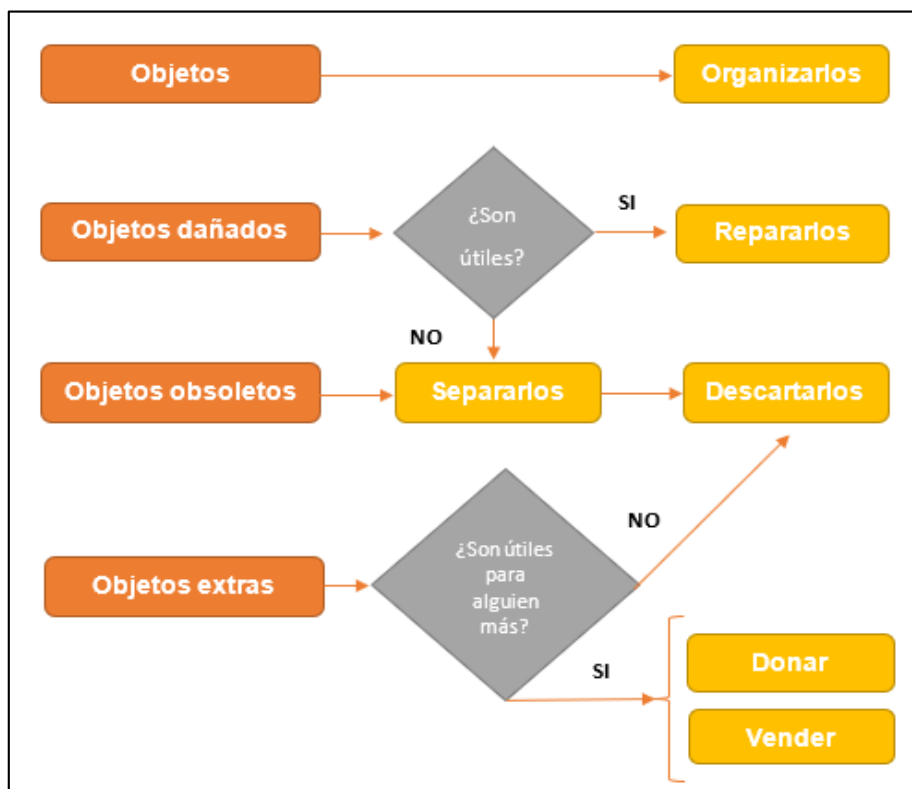 Objetos
Organizarlos
Objetos dañados
¿Son
útiles?
SI
Repararlos
NO
Objetos obsoletos
Separarlos
Descartarlos
Objetos extras
¿Son útiles
para
alguien
más?
NO
SI
Donar
Vender